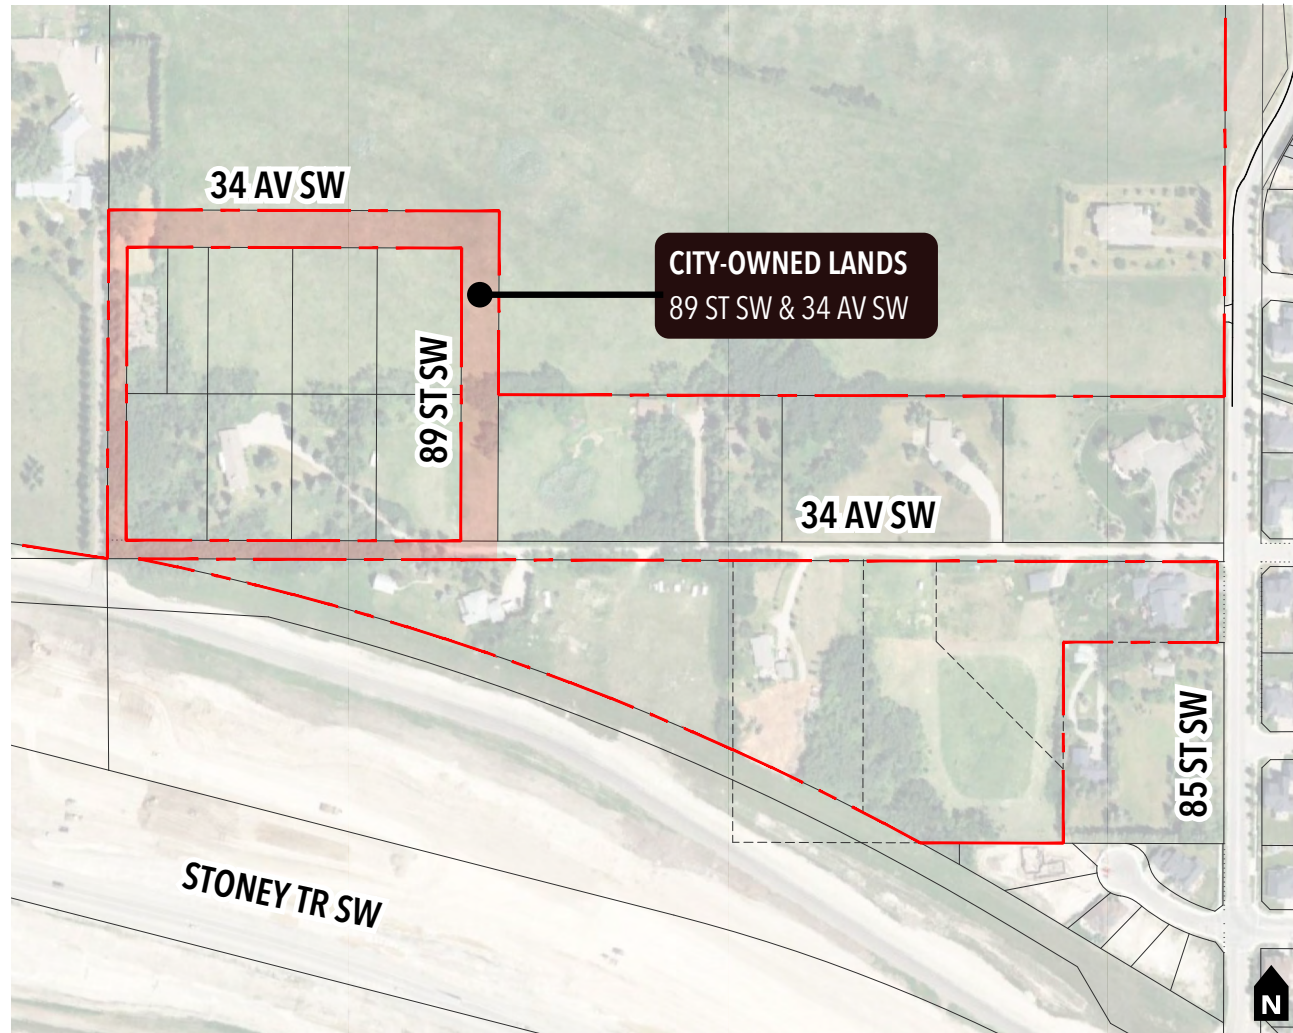 34 AV SW
CITY-OWNED LANDS
89 ST SW & 34 AV SW
89 ST SW
34 AV SW
85 ST SW
STONEY TR SW
N